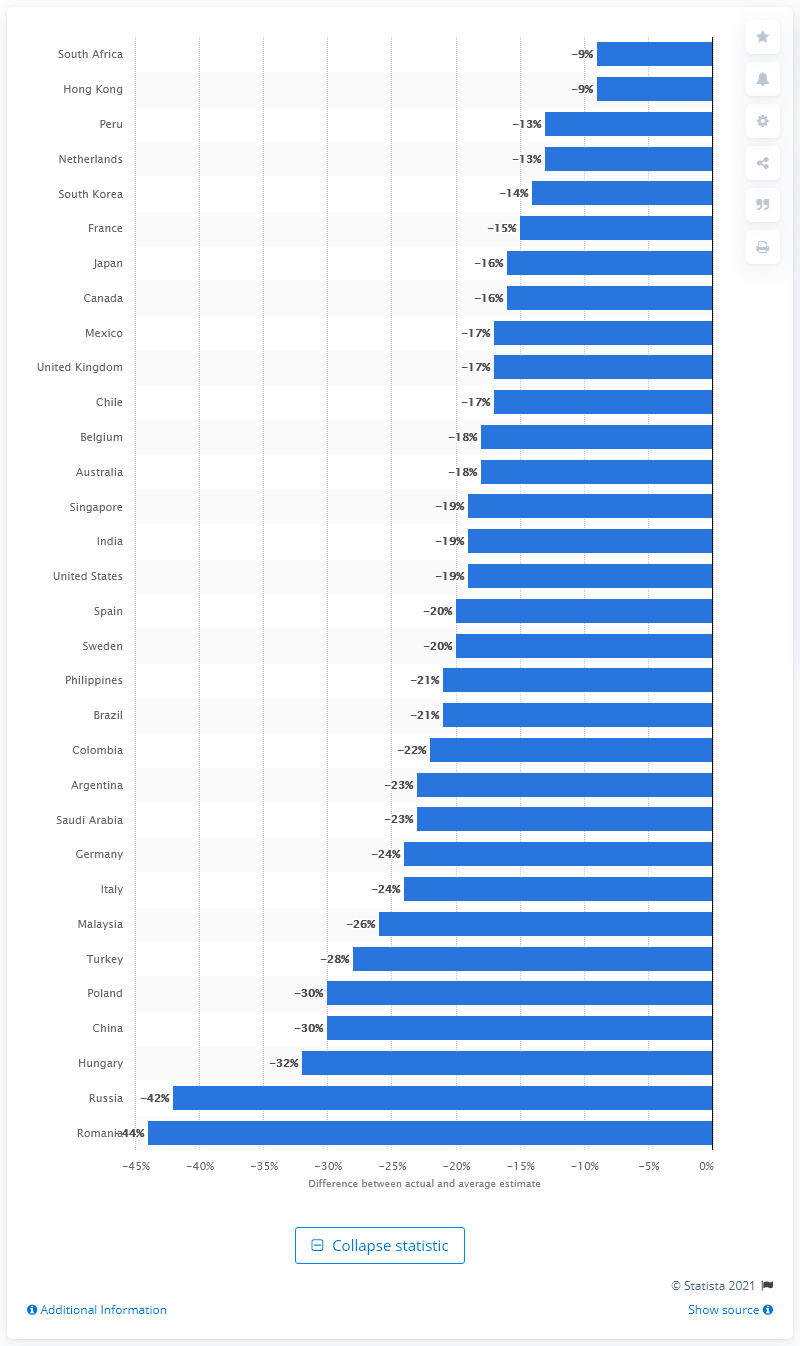 South Africa -9%
Hong Kong -9%
Peru -13%
Netherlands -13%
South Korea -14%
France -15%
Japan -16%
Canada -16%
Mexico -17%
United Kingdom -17%
Chile -17%
Belgium -18%
Australia -18%
Singapore -19%
India -19%
United States -19%
Spain -20%
Sweden -20%
Philippines -21%
Brazil -21%
Colombia -22%
Argentina -23%
Saudi Arabia -23%
Germany -24%
Italy -24%
Malaysia -26%
Turkey -28%
Poland -30%
China -30%
Hungary -32%
Russia -42%
Romania -44%
-45% -40% -35% -30% -25% -20% -15% -10% -5% 0%
Difference between actual and average estimate
Collapse statistic
© Statista 2021
Additional Information Show source